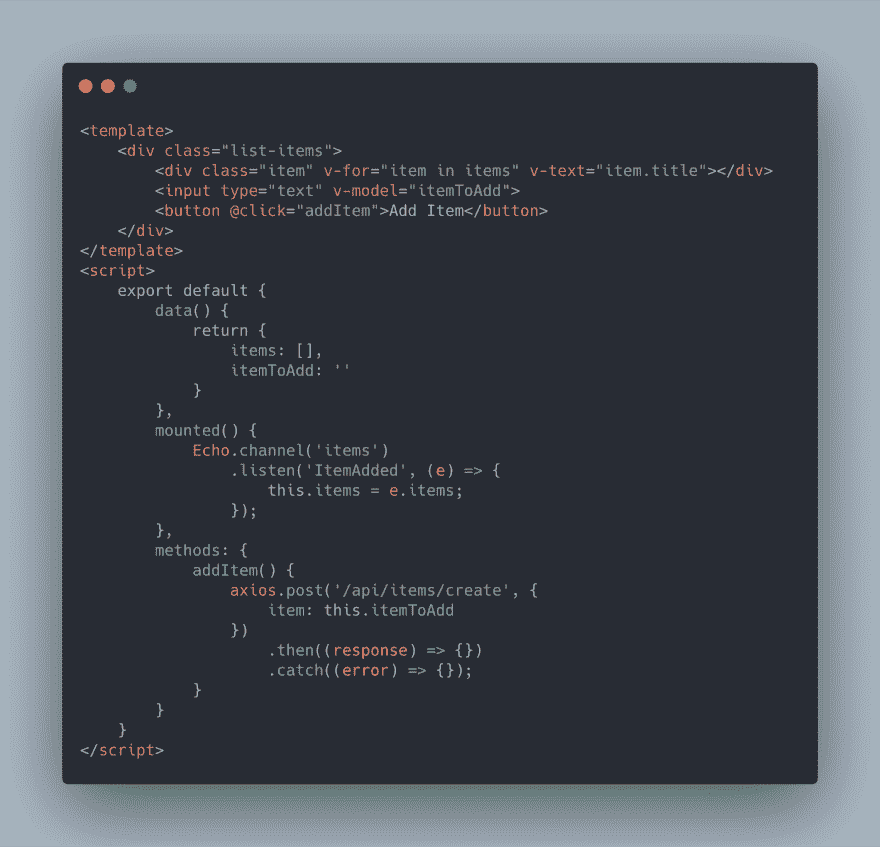 <template>
    <div class="list-items">
        <div class="item" v-for="item in items" v-text="item.title"></div>
        <input type="text" v-model="itemToAdd">
        <button @click="addItem">Add Item</button>
    </div>
</template>
<script>
    export default {
        data() {
            return {
                items: [],
                itemToAdd: ''
            }
        },
        mounted() {
            Echo.channel('items')
                .listen('ItemAdded', (e) => {
                    this.items = e.items;
                });
        },
        methods: {
            addItem() {
                axios.post('/api/items/create', {
                    item: this.itemToAdd
                })
                    .then((response) => {})
                    .catch((error) => {});
            }
        }
    }
</script>